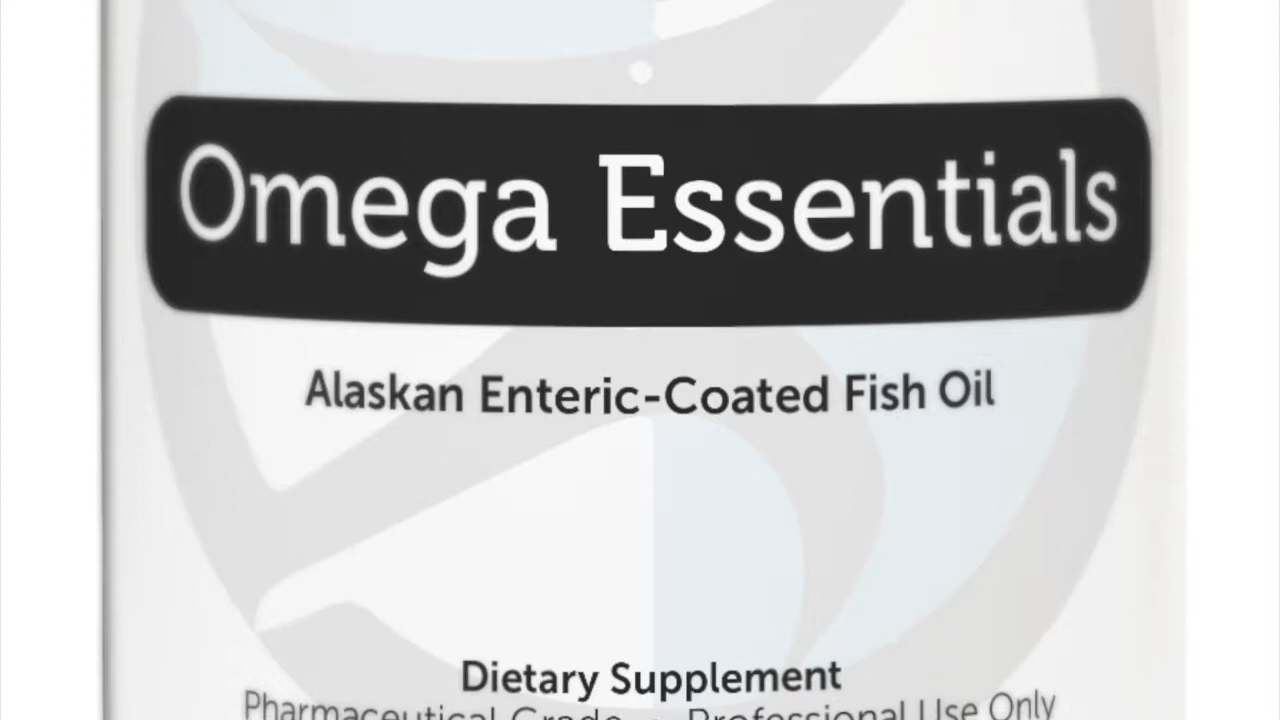 Omega Essentials
Alaskan Enteric-Coated Fish Oil
Dietary Supplement
Pharmaceutical Grade • Professional Use Only